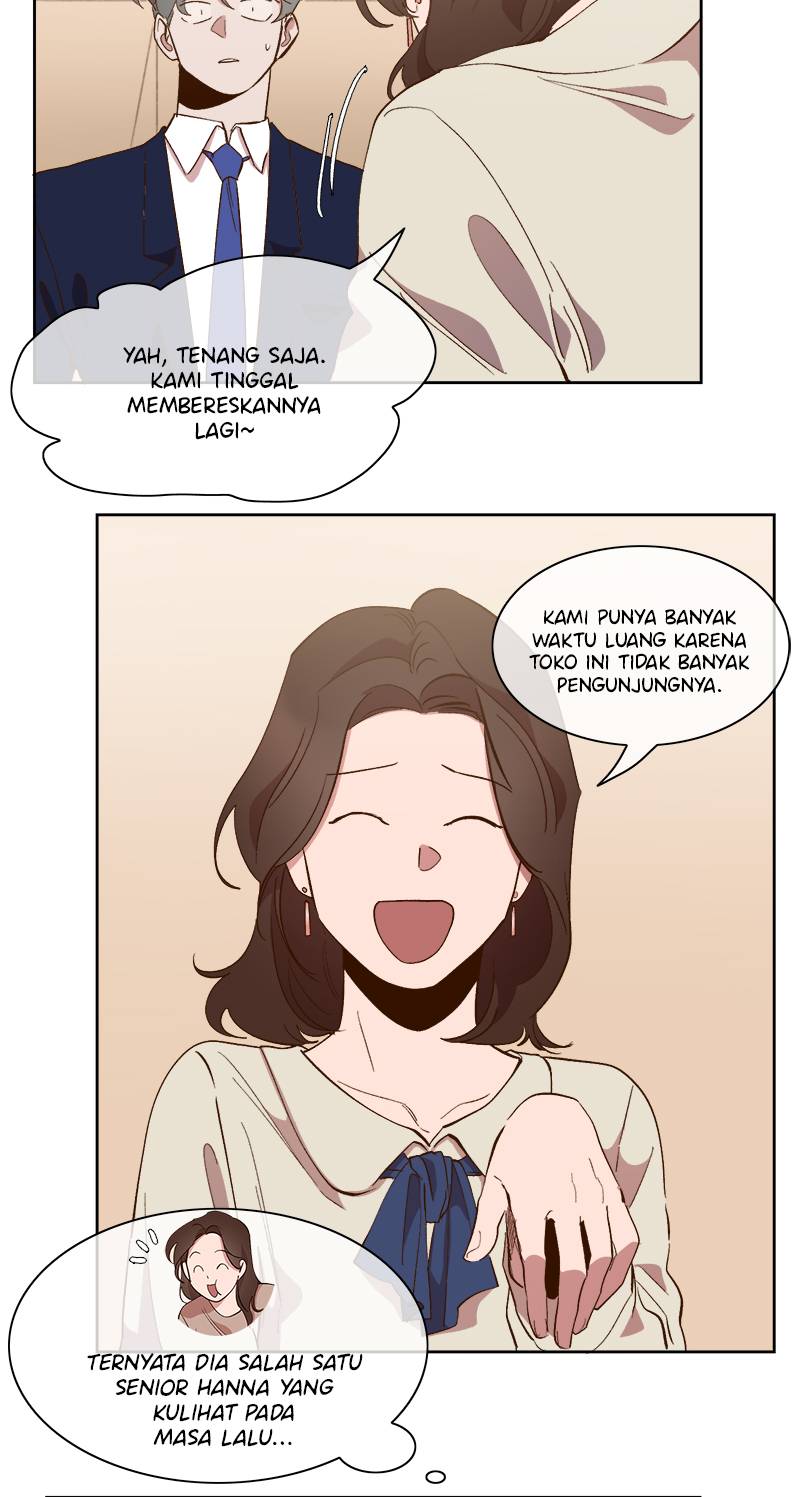 YAH, TENANG SAJA.
KAMI TINGGAL
MEMBERESKANNYA
LAGI~
KAMI PUNYA BANYAK
WAKTU LUANG KARENA
TOKO INI TIDAK BANYAK
PENGUNJUNGNYA.
TERNYATA DIA SALAH SATU
SENIOR HANNA YANG
KULIHAT PADA
MASA LALU...